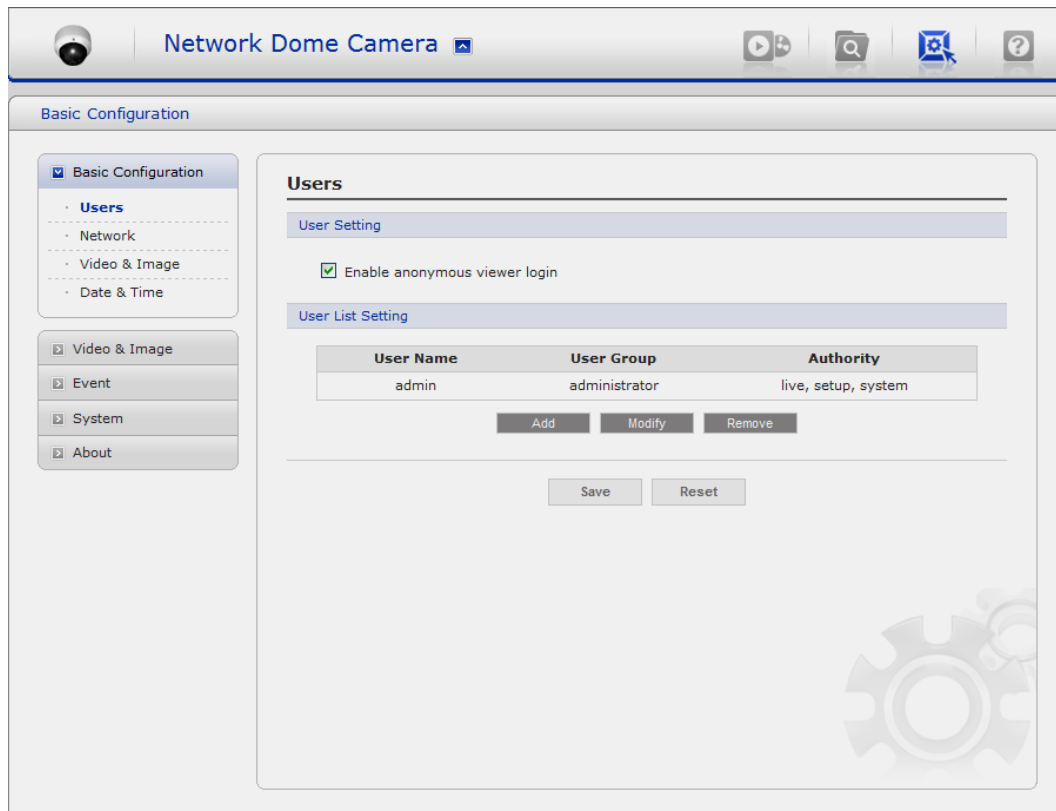 Network Dome Camera
Basic Configuration
Basic Configuration
Users
Network
Video & Image
Date & Time
Video & Image
Event
System
About
Users
User Setting
Enable anonymous viewer login
User List Setting
User Name User Group Authority
admin administrator live, setup, system
Add Modify Remove
Save Reset